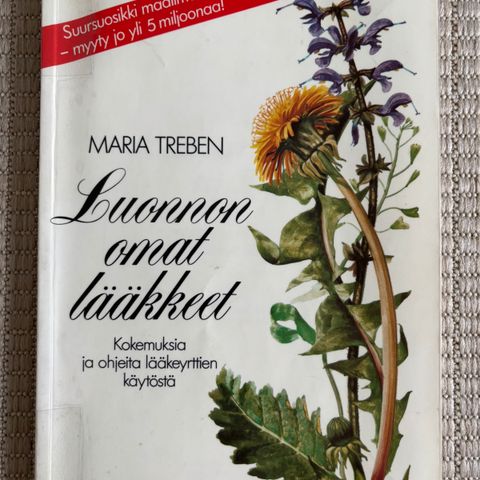 Suursuosikki
– myyty jo yli 5 miljoonaa!
MARIA TREBEN
Luonnon
omat
lääkkeet
Kokemuksia
ja ohjeita lääkeyrttien
käytöstä